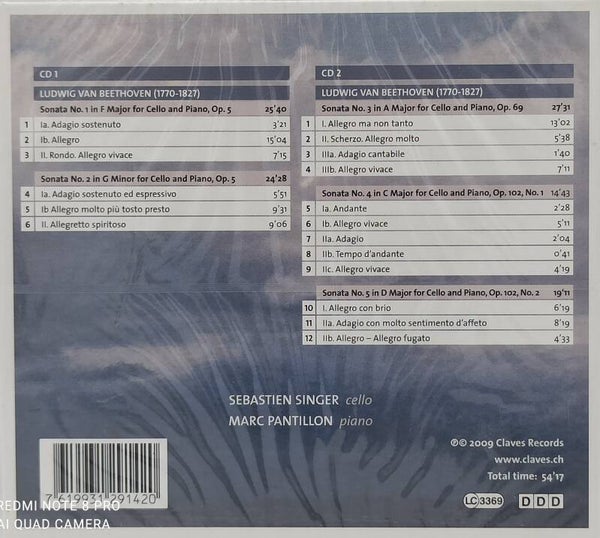 CD 1
LUDWIG VAN BEETHOVEN (1770-1827)
Sonata No. 1 in F Major for Cello and Piano, Op. 5 25'40
1 Ia. Adagio sostenuto 3'21
2 Ib. Allegro 15'04
3 II. Rondo. Allegro vivace 7'15
Sonata No. 2 in G Minor for Cello and Piano, Op. 5 24'28
4 Ia. Adagio sostenuto ed espressivo 5'51
5 Ib Allegro molto più tosto presto 9'31
6 II. Allegretto spiritoso 9'06
CD 2
LUDWIG VAN BEETHOVEN (1770-1827)
Sonata No. 3 in A Major for Cello and Piano, Op. 69 27'31
1 I. Allegro ma non tanto 13'02
2 II. Scherzo. Allegro molto 5'38
3 IIIa. Adagio cantabile 1'40
4 IIIb. Allegro vivace 7'11
Sonata No. 4 in C Major for Cello and Piano, Op. 102, No. 1 14'43
5 Ia. Andante 2'28
6 Ib. Allegro vivace 5'11
7 IIa. Adagio 2'04
8 IIb. Tempo d'andante 0'41
9 IIc. Allegro vivace 4'19
Sonata No. 5 in D Major for Cello and Piano, Op. 102, No. 2 19'11
10 I. Allegro con brio 6'19
11 IIa. Adagio con molto sentimento d'affeto 8'19
12 IIb. Allegro – Allegro fugato 4'33
SEBASTIEN SINGER cello
MARC PANTILLON piano
℗© 2009 Claves Records
www.claves.ch
Total time: 54'17
LC 3369 D D D
7 619931 291420
REDMI NOTE 8 PRO
AI QUAD CAMERA